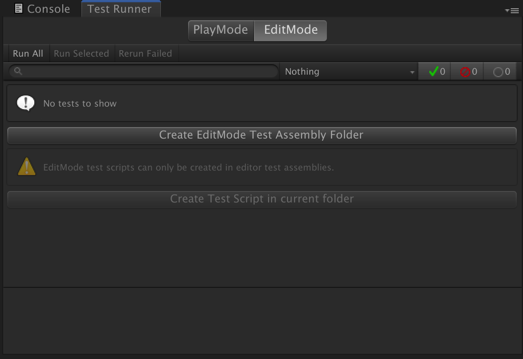 Console Test Runner
PlayMode EditMode
Run All Run Selected Rerun Failed
Nothing 0 0 0
No tests to show
Create EditMode Test Assembly Folder
EditMode test scripts can only be created in editor test assemblies.
Create Test Script in current folder